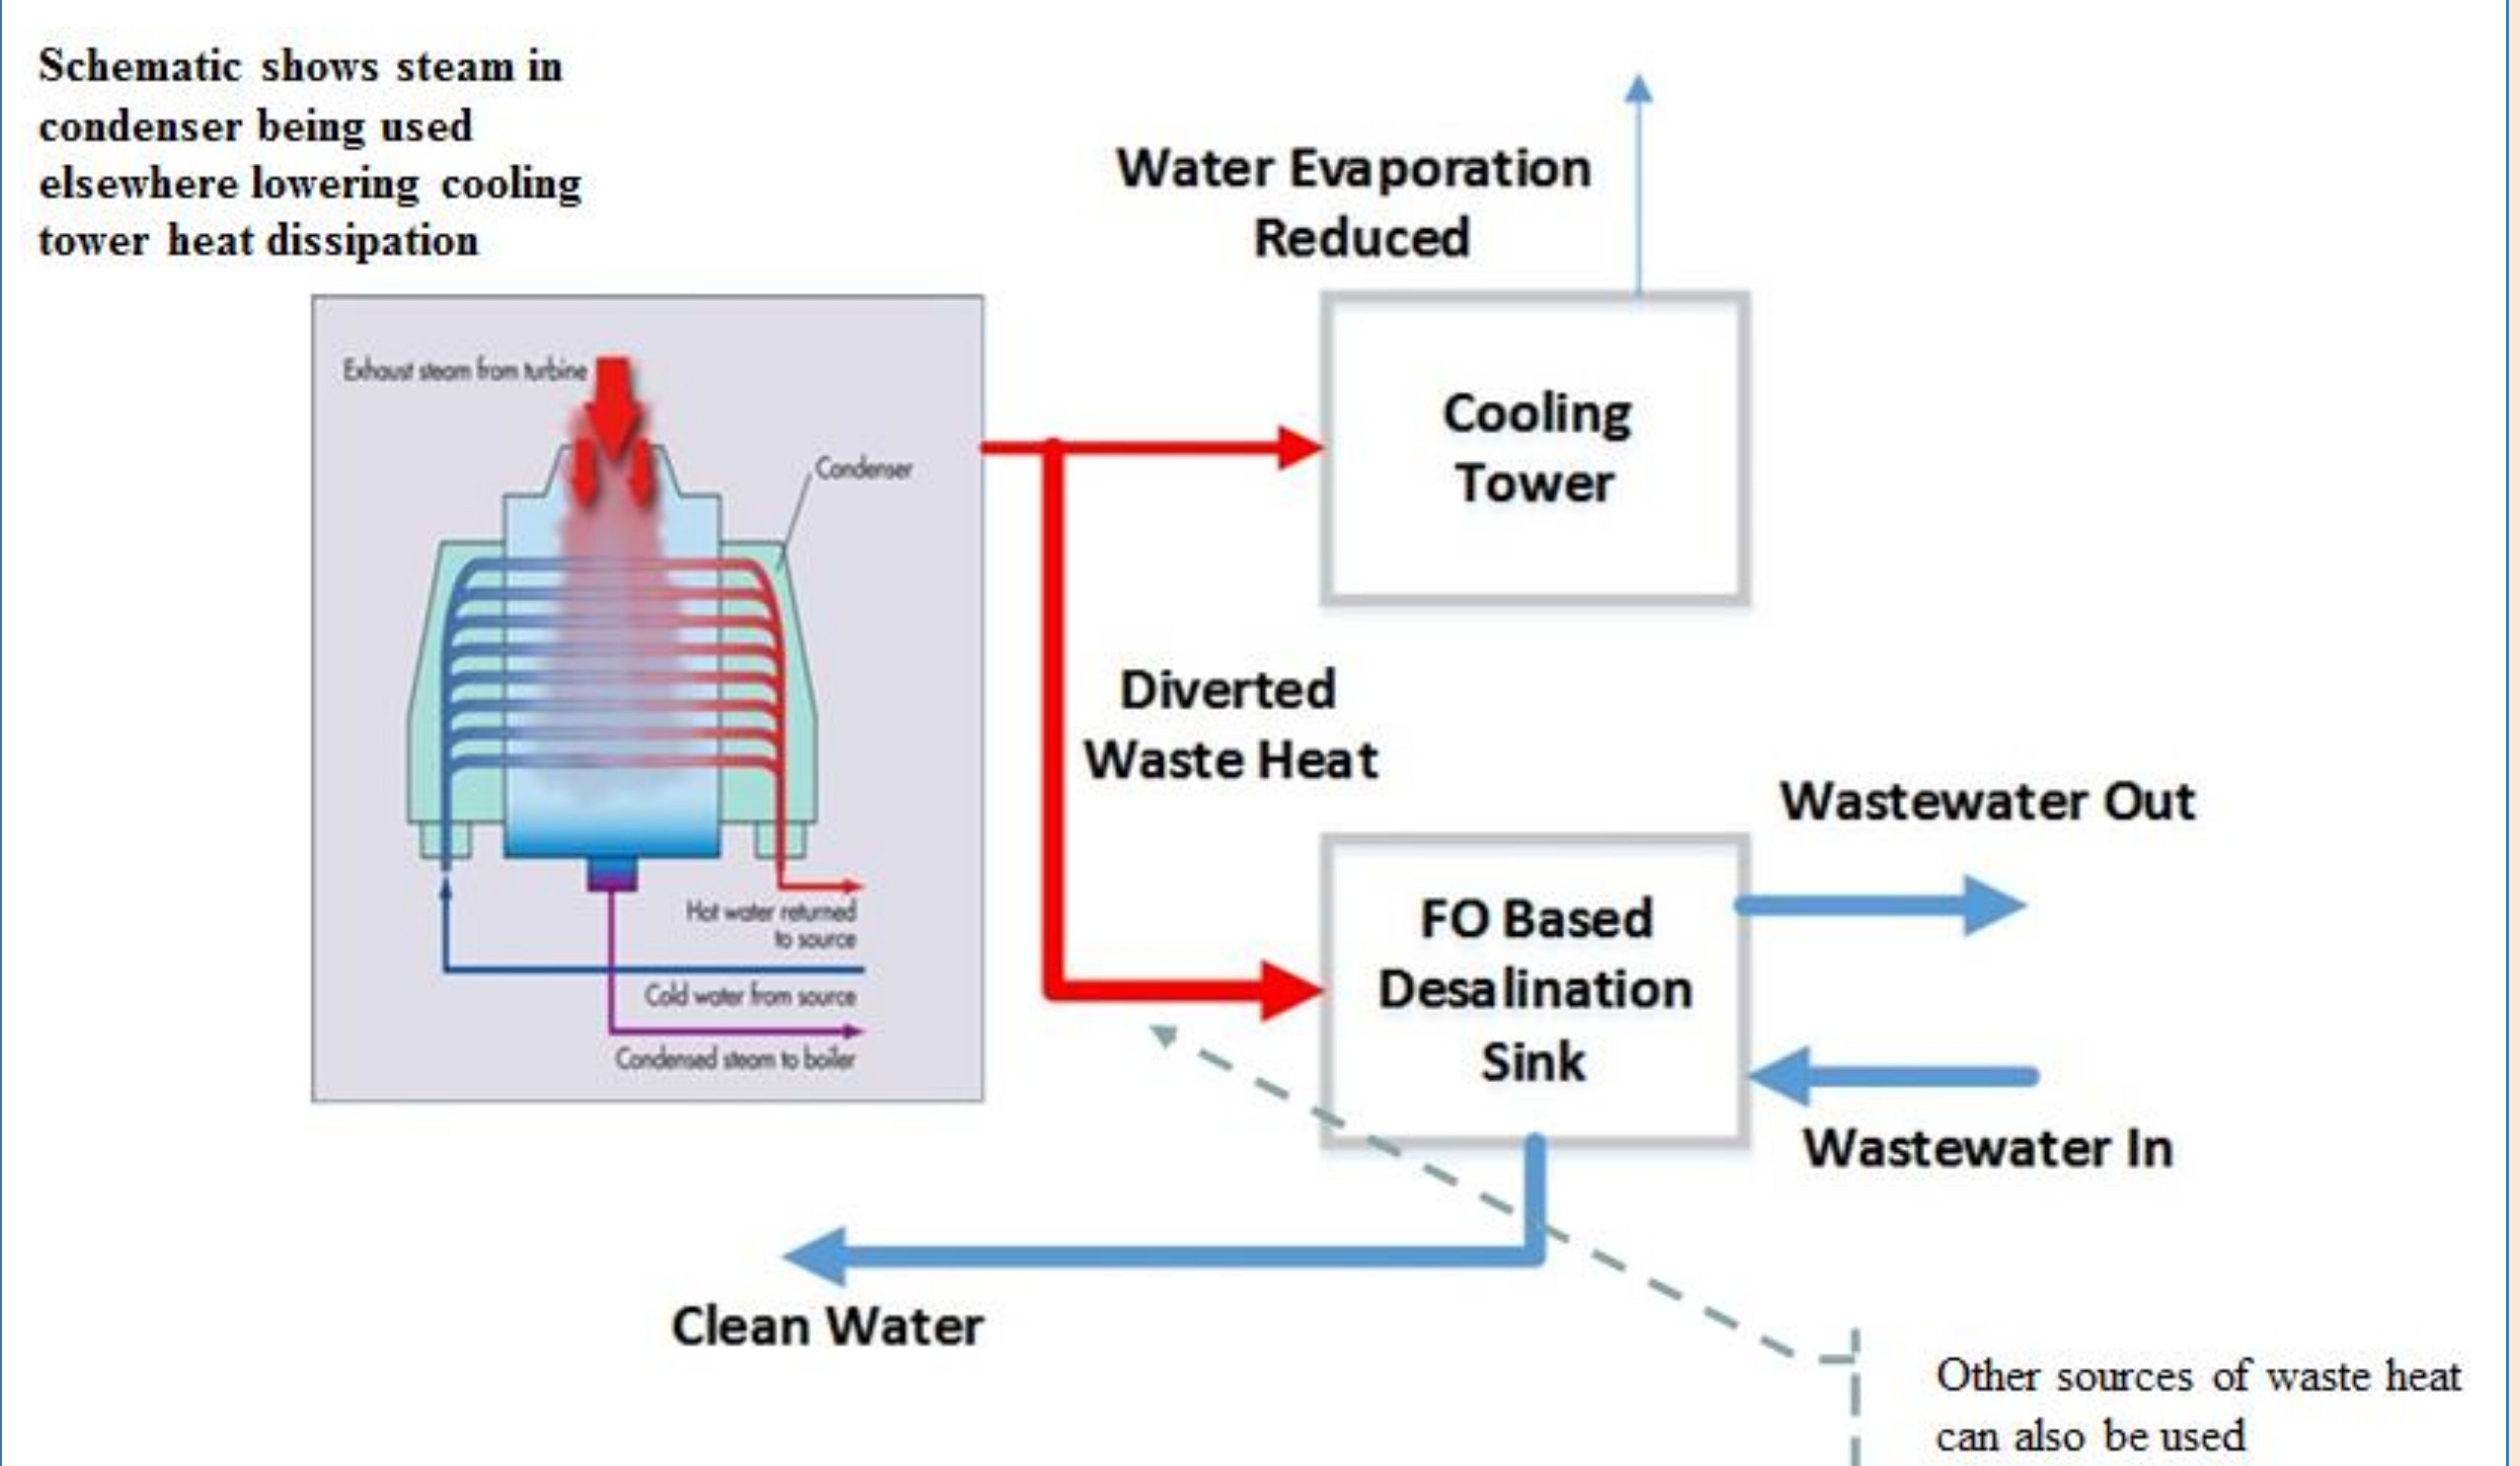 Schematic shows steam in
condenser being used
elsewhere lowering cooling
tower heat dissipation
Water Evaporation
Reduced
Exhaust steam from turbine
Condenser
Cooling
Tower
Diverted
Waste Heat
Wastewater Out
FO Based
Desalination
Sink
Hot water returned
to source
Cold water from source
Condensed steam to boiler
Wastewater In
Clean Water
Other sources of waste heat
can also be used